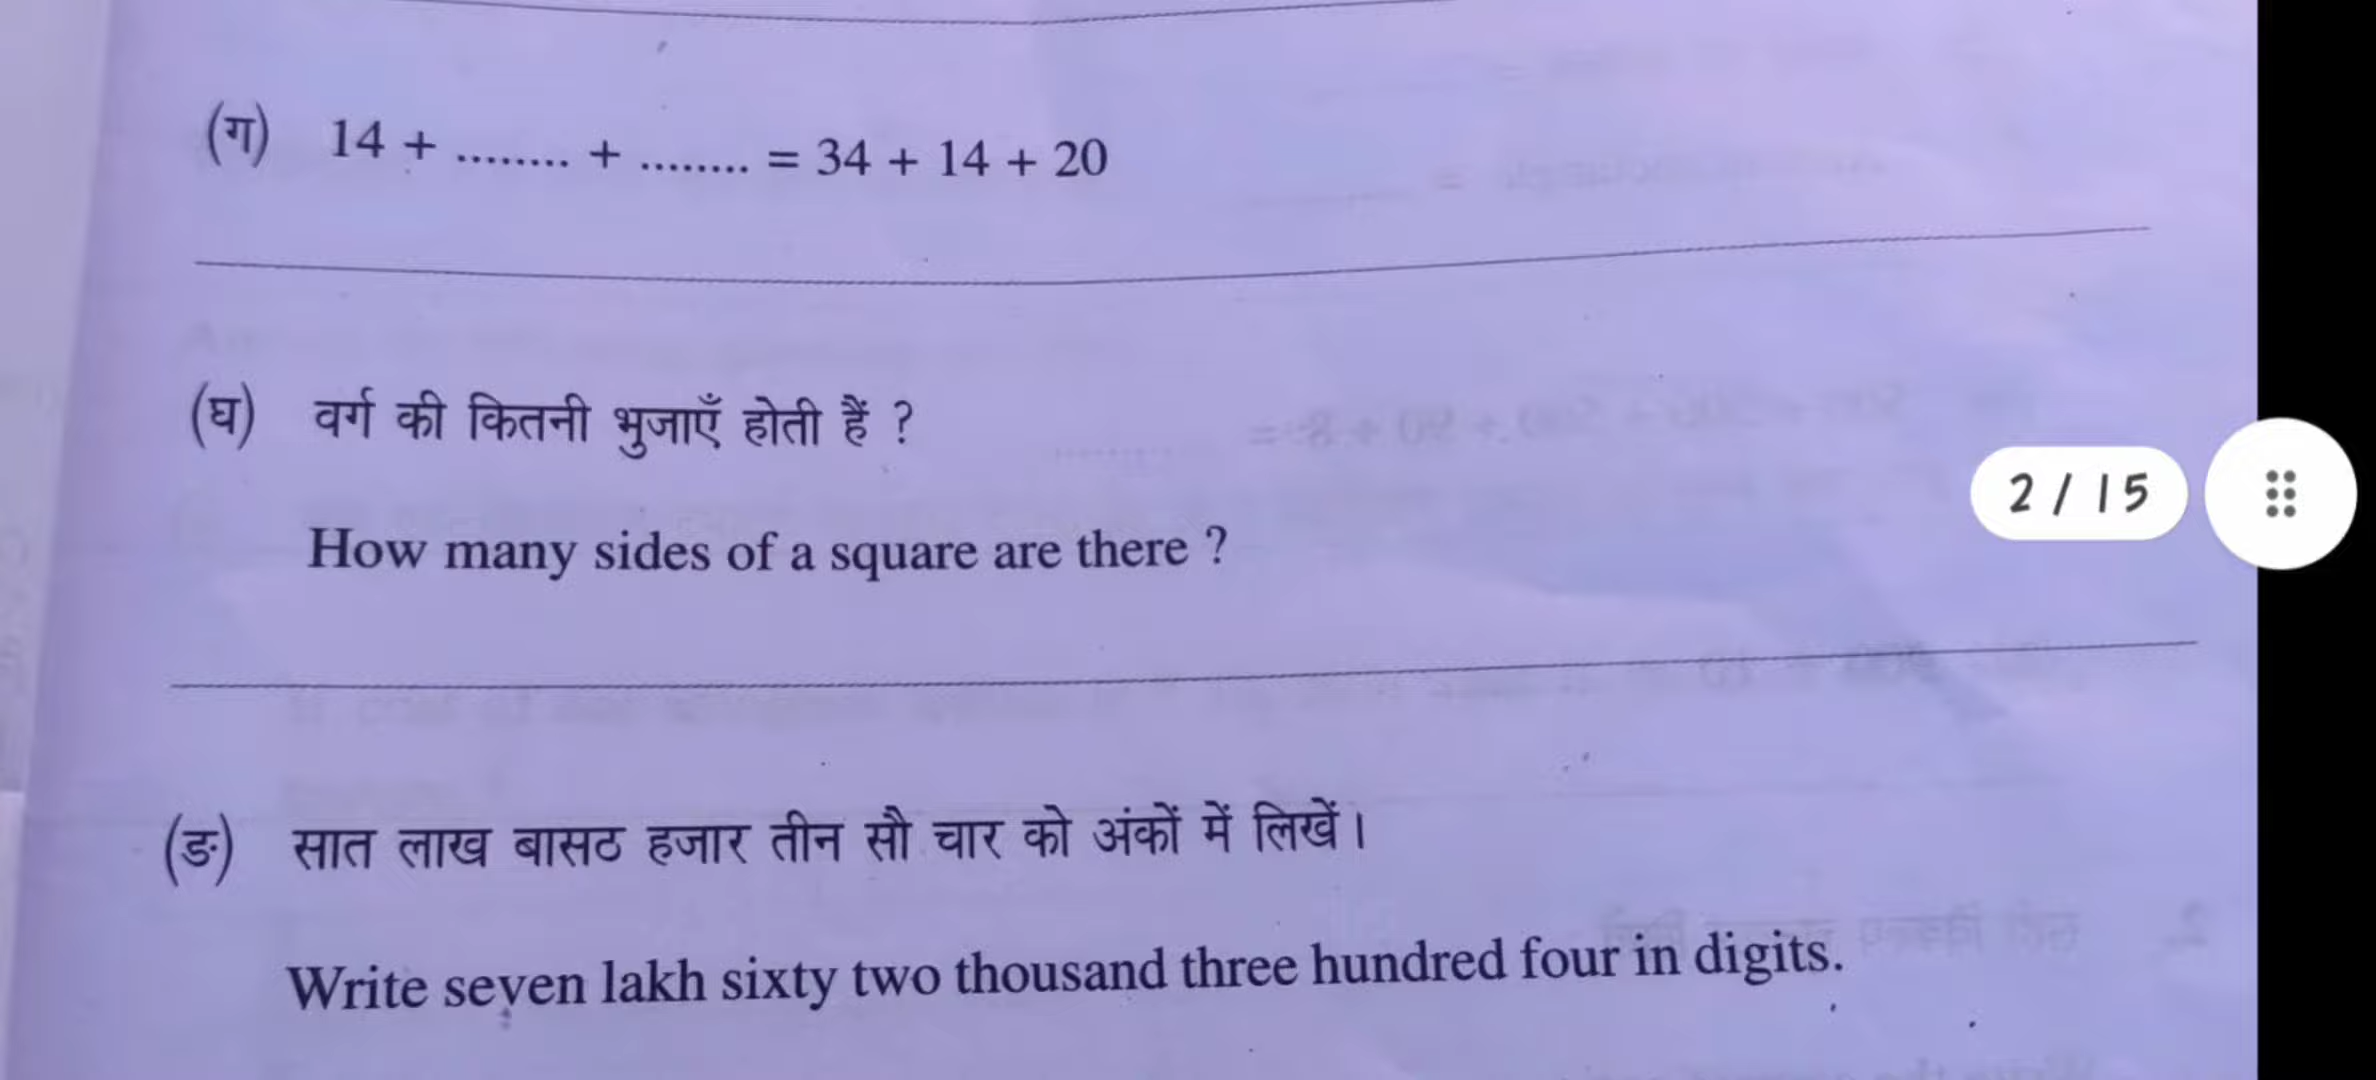 (ग) 14 + ........ + ........ = 34 + 14 + 20
(घ) वर्ग की कितनी भुजाएँ होती हैं ?
How many sides of a square are there ?
2 / 15
(ङ) सात लाख बासठ हजार तीन सौ चार को अंकों में लिखें।
Write seven lakh sixty two thousand three hundred four in digits.